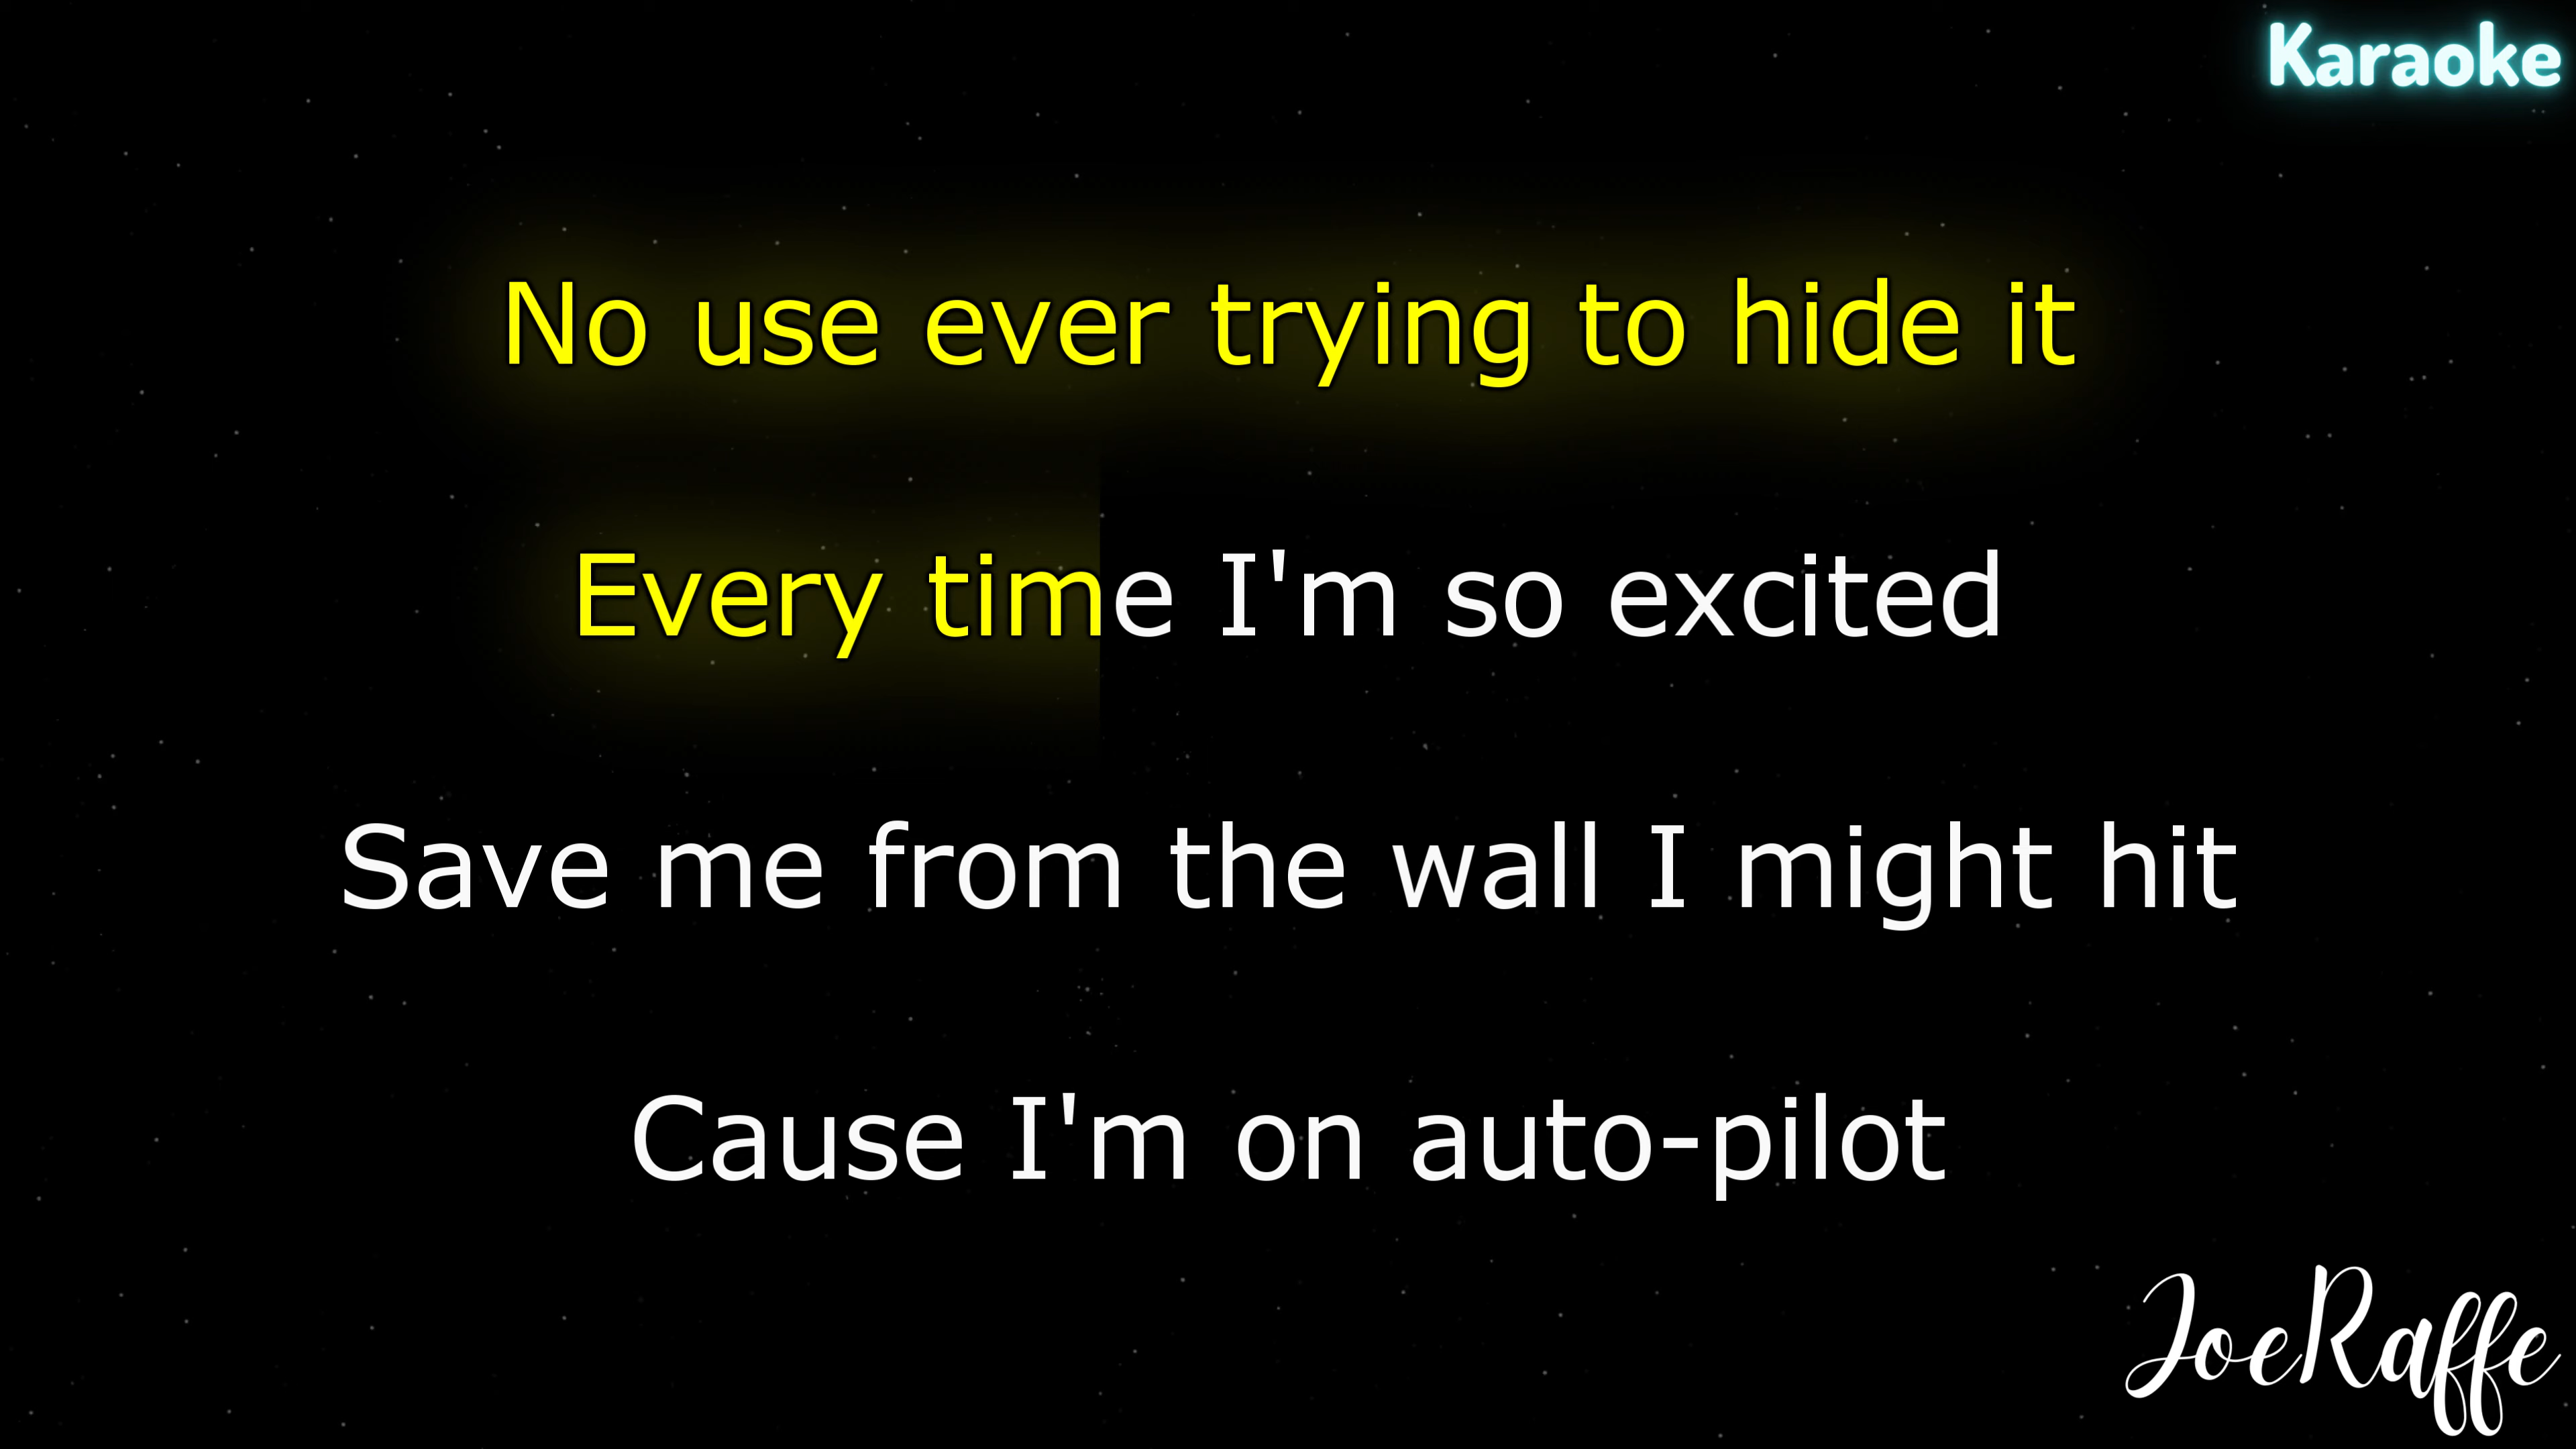 Karaoke
No use ever trying to hide it
Every time I'm so excited
Save me from the wall I might hit
Cause I'm on auto-pilot
JoeRaffe